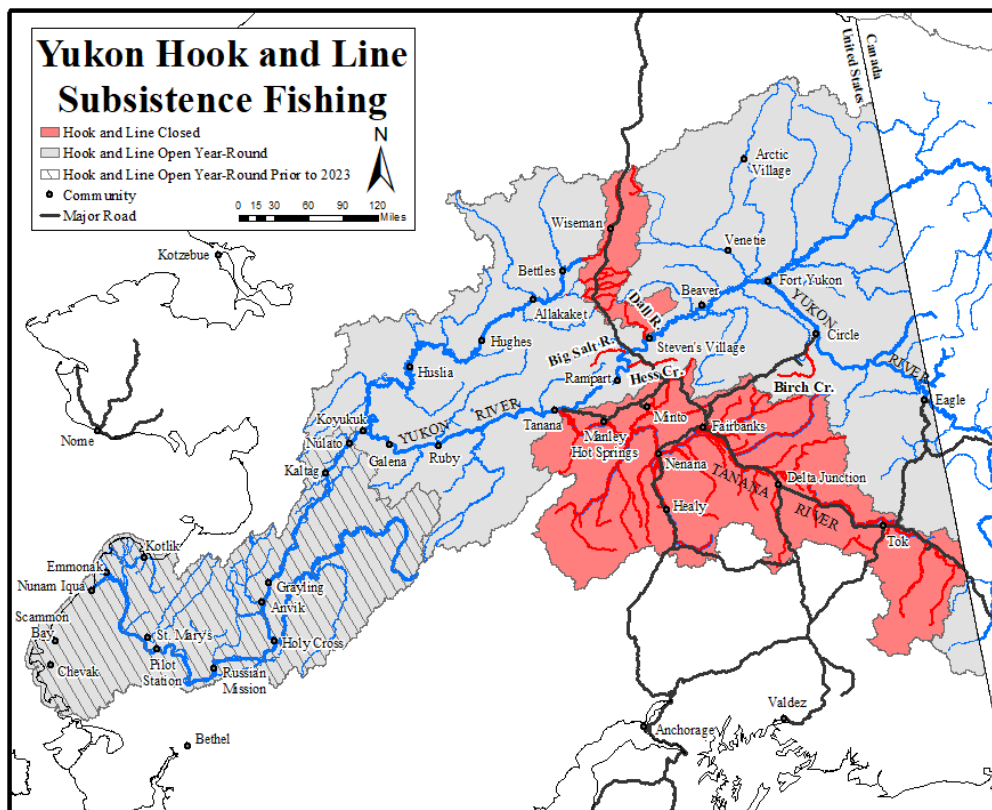 Yukon Hook and Line
Subsistence Fishing
Hook and Line Closed
Hook and Line Open Year-Round
Hook and Line Open Year-Round Prior to 2023
Community
Major Road
N
0 15 30 60 90 120
Miles
Canada
United States
Arctic
Village
Wiseman
Kotzebue
Venetie
Bettles
Fort Yukon
Beaver
Allakaket
Dall R.
YUKON
Circle
Hughes
Big Salt R.
Steven's Village
RIVER
Huslia
Rampart
Hess Cr.
Birch Cr.
Eagle
Koyukuk
YUKON
RIVER
Tanana
Minto
Nome
Nulato
Galena
Ruby
Manley
Hot Springs
Fairbanks
Kaltag
Nenana
TANANA
Delta Junction
Healy
RIVER
Tok
Kotlik
Emmonak
Nunam Iqua
Grayling
Anvik
Scammon
Bay
St. Mary's
Holy Cross
Pilot
Station
Chevak
Russian
Mission
Valdez
Anchorage
Bethel